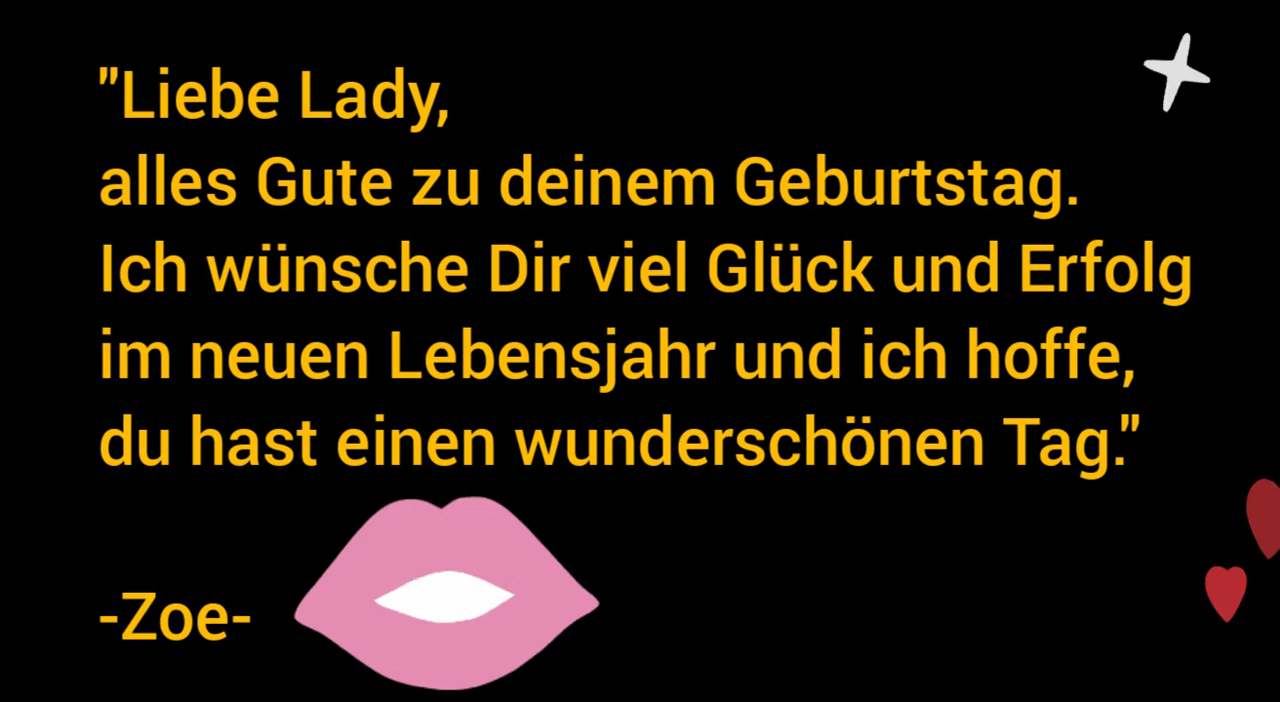 "Liebe Lady,
alles Gute zu deinem Geburtstag.
Ich wünsche Dir viel Glück und Erfolg
im neuen Lebensjahr und ich hoffe,
du hast einen wunderschönen Tag."
-Zoe-